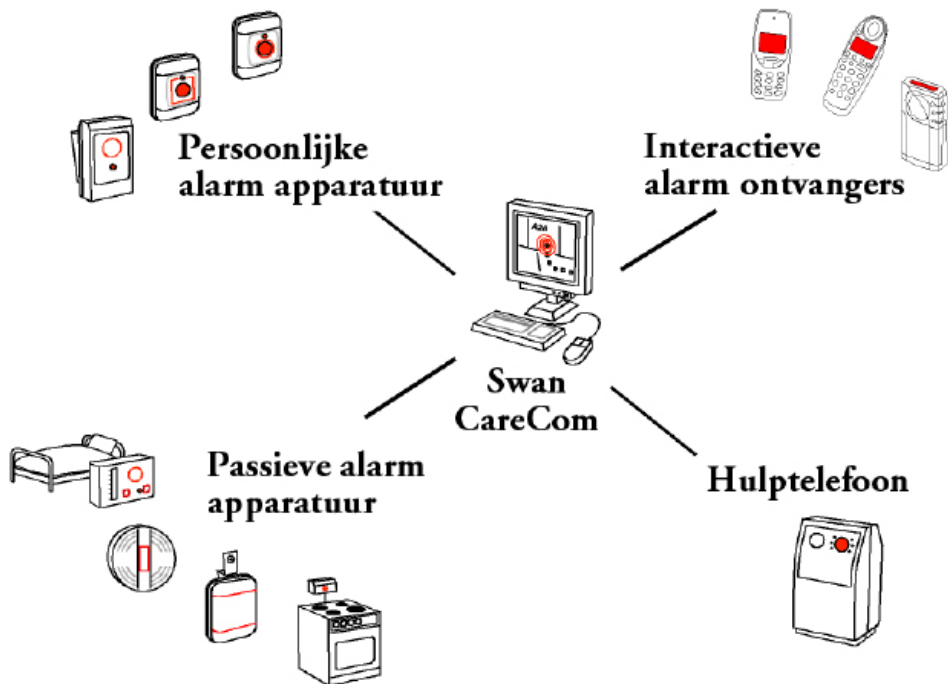 Persoonlijke
alarm apparatuur
Interactieve
alarm ontvangers
Swan
CareCom
Passieve alarm
apparatuur
Hulptelefoon